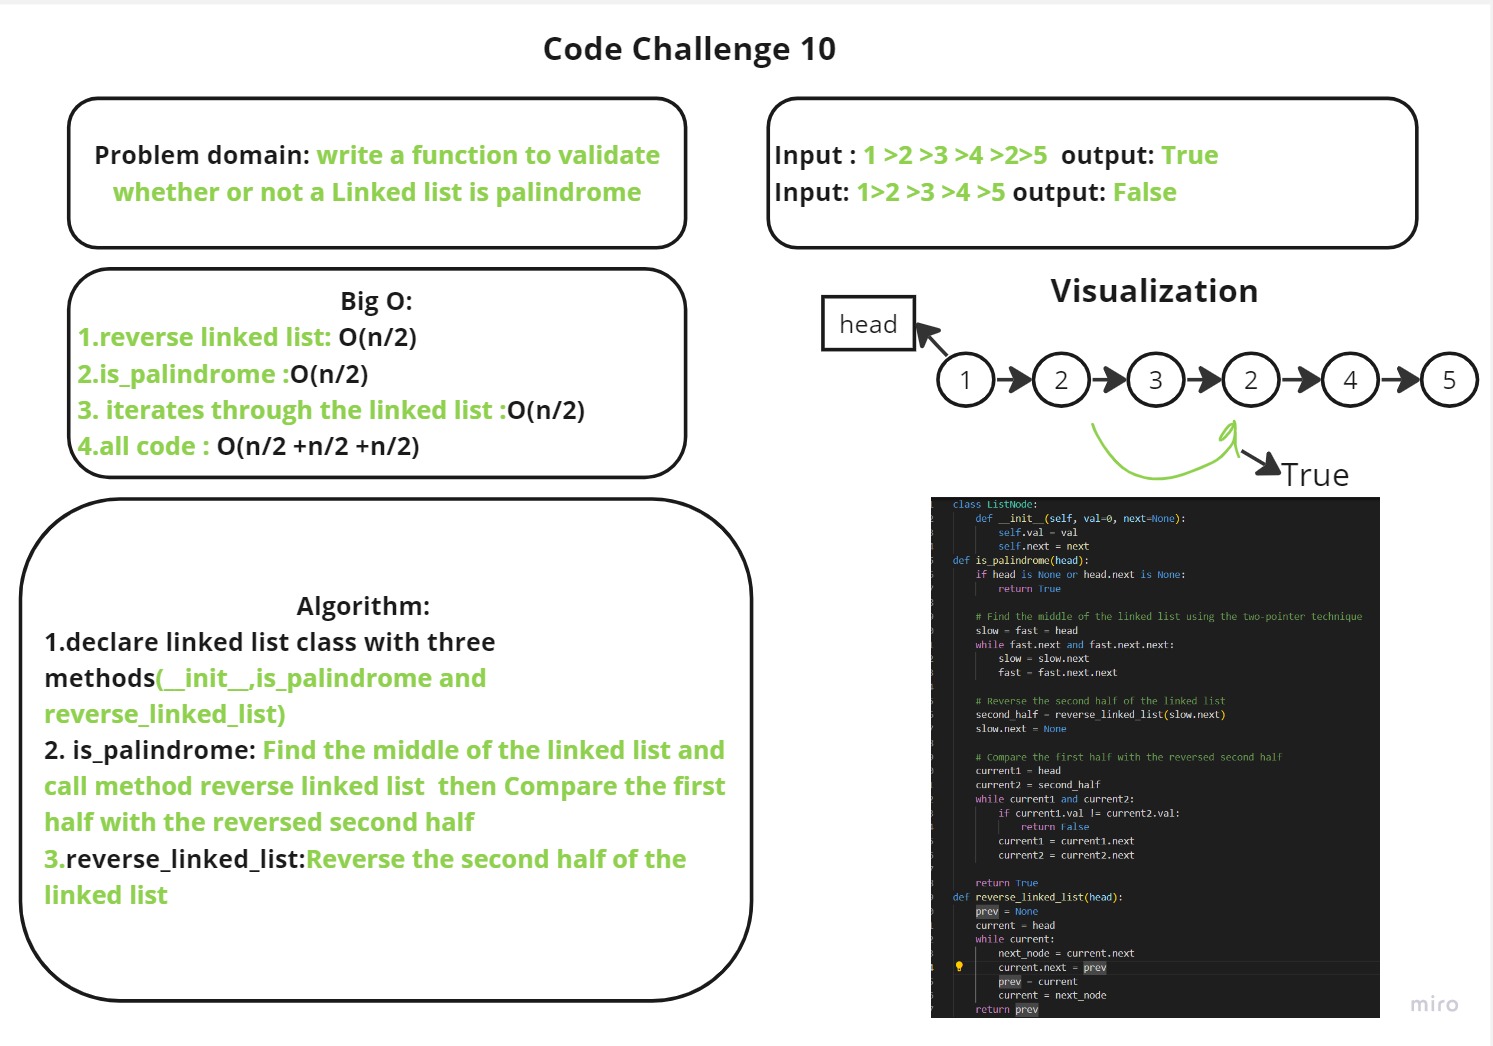 Code Challenge 10
Problem domain: write a function to validate
whether or not a Linked list is palindrome
Input : 1 >2 >3 >4 >2>5 output: True
Input: 1>2 >3 >4 >5 output: False
Big O:
1.reverse linked list: O(n/2)
2.is_palindrome :O(n/2)
3. iterates through the linked list :O(n/2)
4.all code : O(n/2 +n/2 +n/2)
Visualization
head
1 2 3 2 4 5
True
Algorithm:
1.declare linked list class with three
methods(__init__,is_palindrome and
reverse_linked_list)
2. is_palindrome: Find the middle of the linked list and
call method reverse linked list then Compare the first
half with the reversed second half
3.reverse_linked_list:Reverse the second half of the
linked list
class ListNode:
def __init__(self, val=0, next=None):
self.val = val
self.next = next
def is_palindrome(head):
if head is None or head.next is None:
return True
# Find the middle of the linked list using the two-pointer technique
slow = fast = head
while fast.next and fast.next.next:
slow = slow.next
fast = fast.next.next
# Reverse the second half of the linked list
second_half = reverse_linked_list(slow.next)
slow.next = None
# Compare the first half with the reversed second half
current1 = head
current2 = second_half
while current1 and current2:
if current1.val != current2.val:
return False
current1 = current1.next
current2 = current2.next
return True
def reverse_linked_list(head):
prev = None
current = head
while current:
next_node = current.next
current.next = prev
prev = current
current = next_node
return prev
miro